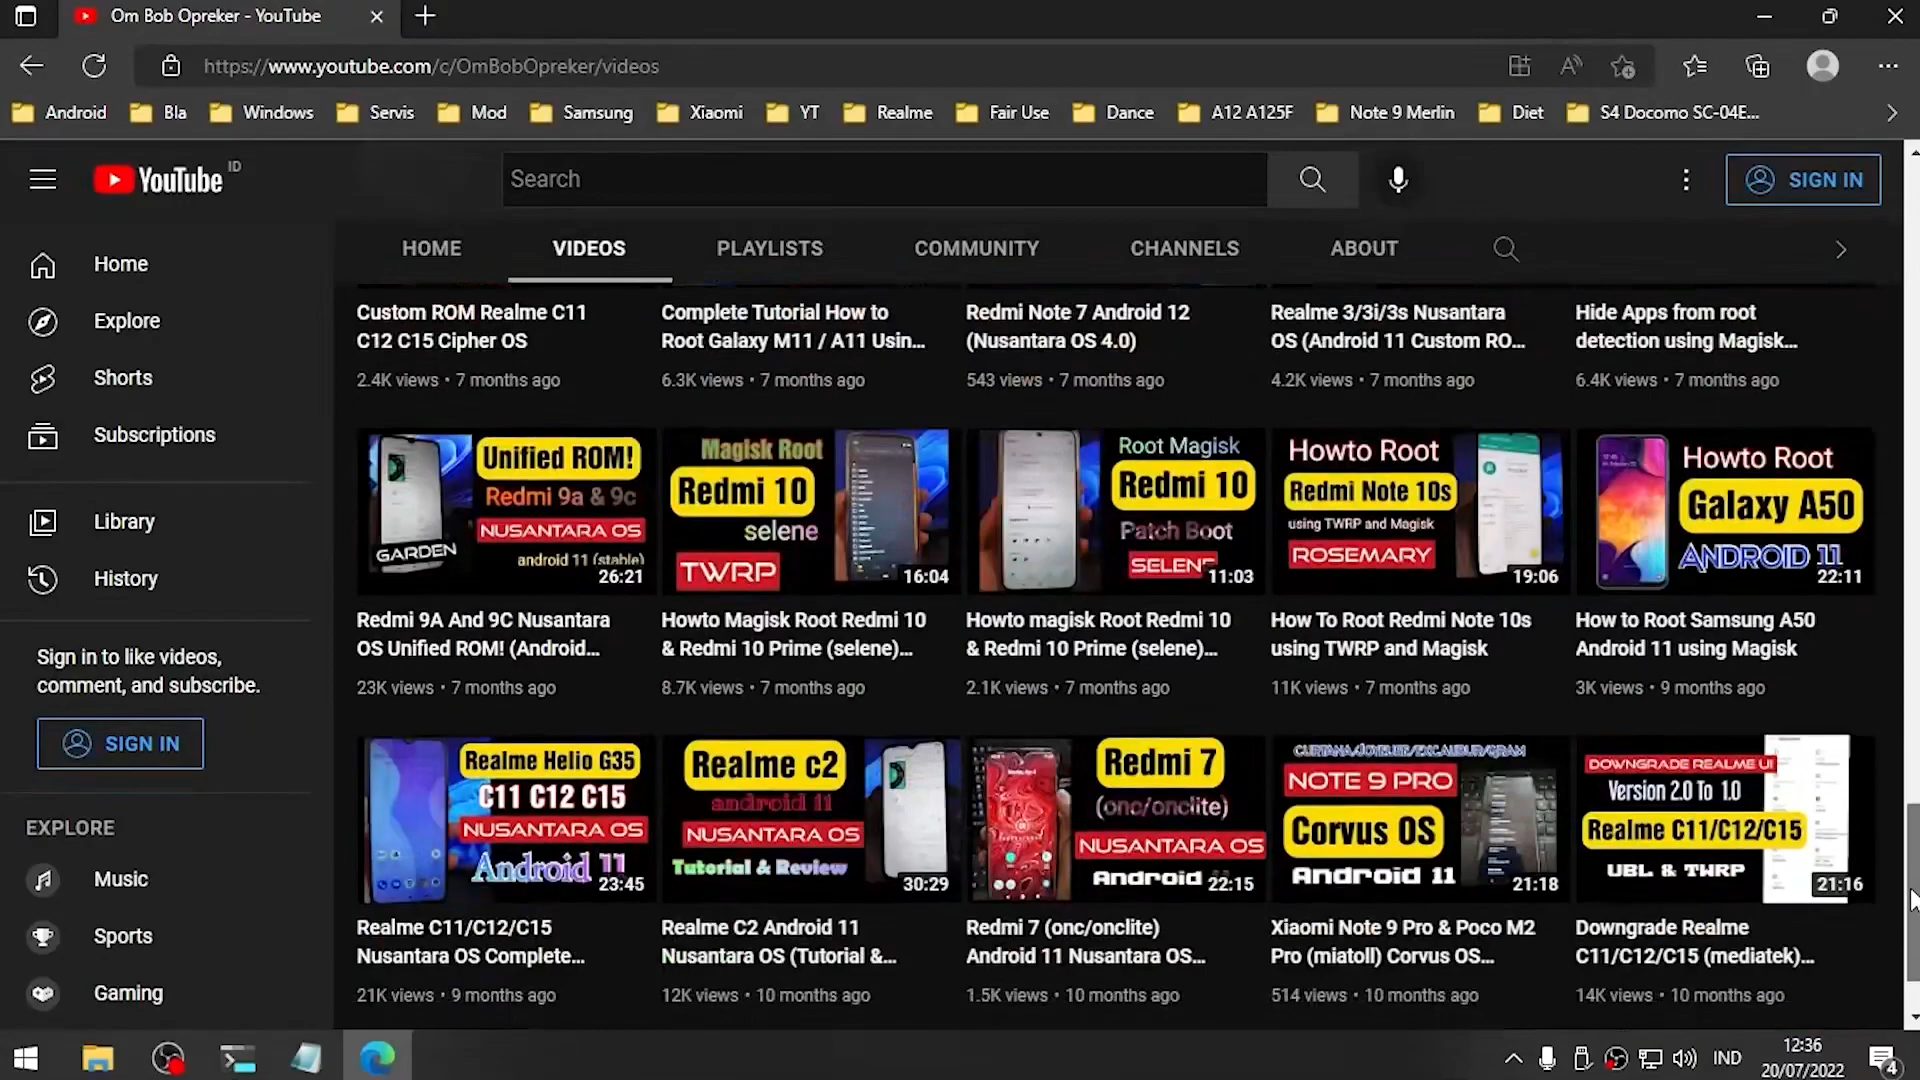 Om Bob Opreker - YouTube
https://www.youtube.com/c/OmBobOpreker/videos
Android
Bla
Windows
Servis
Mod
Samsung
Xiaomi
YT
Realme
Fair Use
Dance
A12 A125F
Note 9 Merlin
Diet
S4 Docomo SC-04E...
YouTube ID
Search
SIGN IN
HOME
VIDEOS
PLAYLISTS
COMMUNITY
CHANNELS
ABOUT
Home
Explore
Shorts
Subscriptions
Library
History
Sign in to like videos,
comment, and subscribe.
SIGN IN
EXPLORE
Music
Sports
Gaming
Custom ROM Realme C11
C12 C15 Cipher OS
2.4K views • 7 months ago
Complete Tutorial How to
Root Galaxy M11 / A11 Usin...
6.3K views • 7 months ago
Redmi Note 7 Android 12
(Nusantara OS 4.0)
543 views • 7 months ago
Realme 3/3i/3s Nusantara
OS (Android 11 Custom RO...
4.2K views • 7 months ago
Hide Apps from root
detection using Magisk...
6.4K views • 7 months ago
Unified ROM!
Redmi 9a & 9c
NUSANTARA OS
GARDEN
android 11 (stable)
26:21
Redmi 9A And 9C Nusantara
OS Unified ROM! (Android...
23K views • 7 months ago
Magisk Root
Redmi 10
selene
TWRP
16:04
Howto Magisk Root Redmi 10
& Redmi 10 Prime (selene)...
8.7K views • 7 months ago
Root Magisk
Redmi 10
Patch Boot
SELENE
11:03
Howto magisk Root Redmi 10
& Redmi 10 Prime (selene)...
2.1K views • 7 months ago
Howto Root
Redmi Note 10s
using TWRP and Magisk
ROSEMARY
19:06
How To Root Redmi Note 10s
using TWRP and Magisk
11K views • 7 months ago
Howto Root
Galaxy A50
ANDROID 11
22:11
How to Root Samsung A50
Android 11 using Magisk
3K views • 9 months ago
Realme Helio G35
C11 C12 C15
NUSANTARA OS
Android 11
23:45
Realme C11/C12/C15
Nusantara OS Complete...
21K views • 9 months ago
Realme c2
android 11
NUSANTARA OS
Tutorial & Review
30:29
Realme C2 Android 11
Nusantara OS (Tutorial &...
12K views • 10 months ago
Redmi 7
(onc/onclite)
NUSANTARA OS
Android
22:15
Redmi 7 (onc/onclite)
Android 11 Nusantara OS...
1.5K views • 10 months ago
CURTANA/JOYEUSE/EXCALIBUR/GRAM
NOTE 9 PRO
Corvus OS
Android 11
21:18
Xiaomi Note 9 Pro & Poco M2
Pro (miatoll) Corvus OS...
514 views • 10 months ago
DOWNGRADE REALME UI
Version 2.0 To 1.0
Realme C11/C12/C15
UBL & TWRP
21:16
Downgrade Realme
C11/C12/C15 (mediatek)...
14K views • 10 months ago
IND
12:36
20/07/2022
4